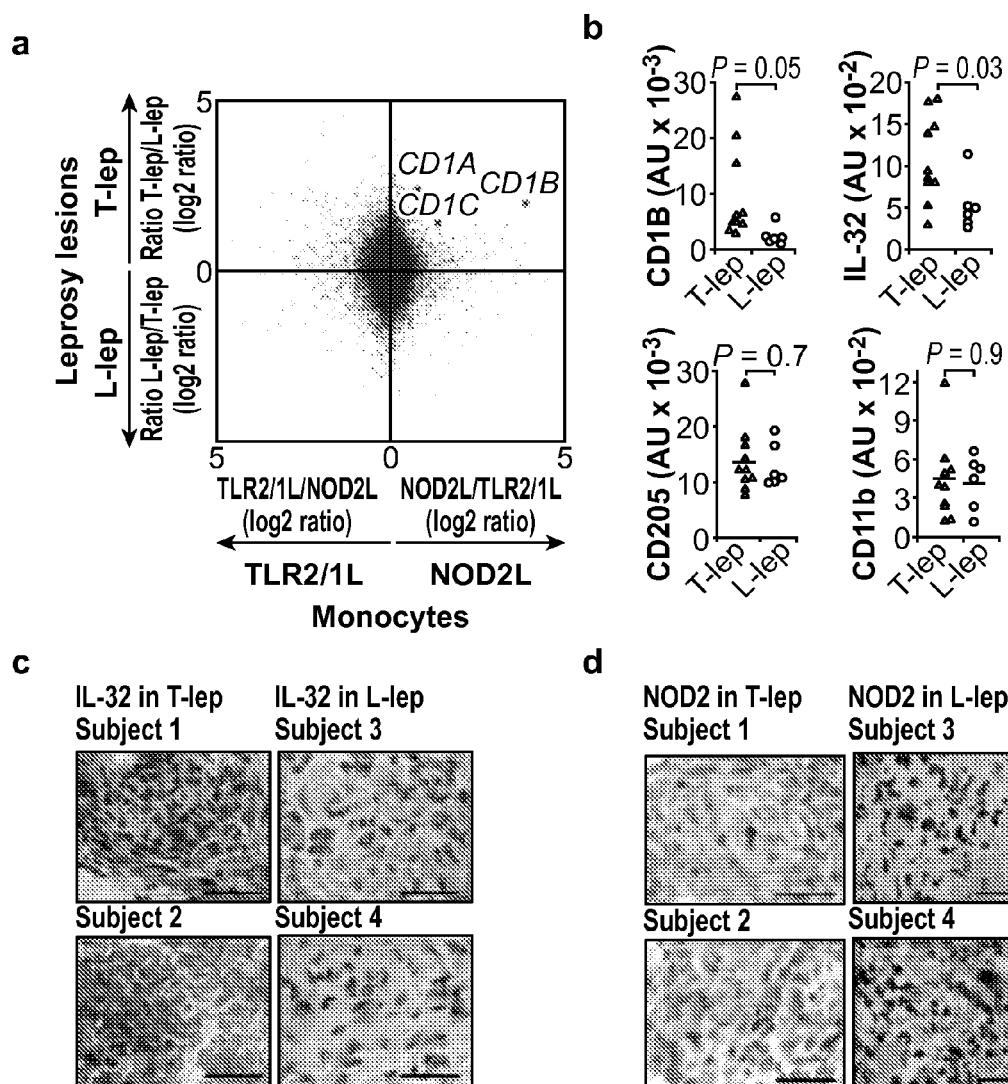 a
Leprosy lesions
T-lep
Ratio T-lep/L-lep
(log2 ratio)
L-lep
Ratio L-lep/T-lep
(log2 ratio)
5
0
CD1A
CD1B
CD1C
5
0
5
TLR2/1L/NOD2L
(log2 ratio)
NOD2L/TLR2/1L
(log2 ratio)
TLR2/1L
NOD2L
Monocytes
b
CD1B (AU x 10-3)
P = 0.05
30
20
10
0
T-lep
L-lep
IL-32 (AU x 10-2)
P = 0.03
20
15
10
5
0
T-lep
L-lep
CD205 (AU x 10-3)
P = 0.7
30
20
10
0
T-lep
L-lep
CD11b (AU x 10-2)
P = 0.9
12
9
6
3
0
T-lep
L-lep
c
IL-32 in T-lep
Subject 1
IL-32 in L-lep
Subject 3
Subject 2
Subject 4
d
NOD2 in T-lep
Subject 1
NOD2 in L-lep
Subject 3
Subject 2
Subject 4